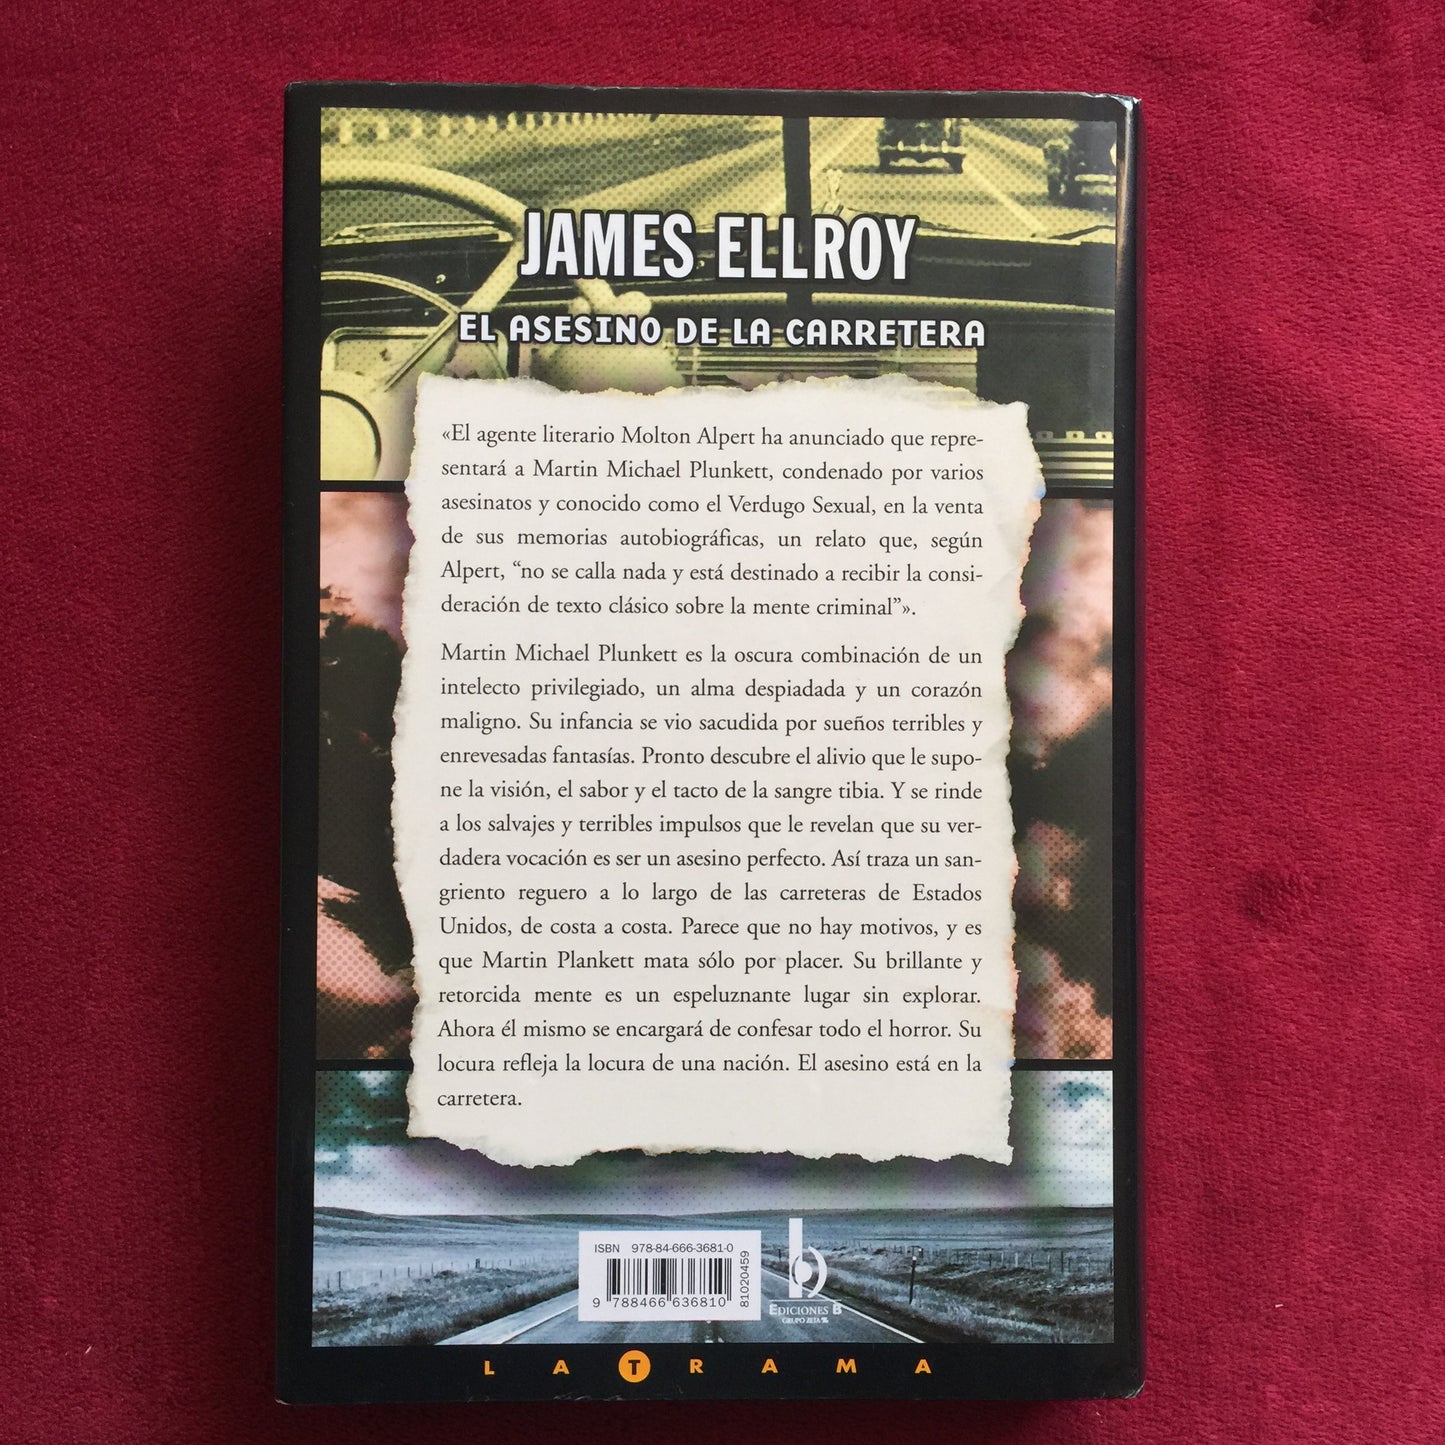 JAMES ELLROY
EL ASESINO DE LA CARRETERA
«El agente literario Molton Alpert ha anunciado que repre-
sentará a Martin Michael Plunkett, condenado por varios
asesinatos y conocido como el Verdugo Sexual, en la venta
de sus memorias autobiográficas, un relato que, según
Alpert, “no se calla nada y está destinado a recibir la consi-
deración de texto clásico sobre la mente criminal”».
Martin Michael Plunkett es la oscura combinación de un
intelecto privilegiado, un alma despiadada y un corazón
maligno. Su infancia se vio sacudida por sueños terribles y
enrevesadas fantasías. Pronto descubre el alivio que le supo-
ne la visión, el sabor y el tacto de la sangre tibia. Y se rinde
a los salvajes y terribles impulsos que le revelan que su ver-
dadera vocación es ser un asesino perfecto. Así traza un san-
griento reguero a lo largo de las carreteras de Estados
Unidos, de costa a costa. Parece que no hay motivos, y es
que Martin Plankett mata sólo por placer. Su brillante y
retorcida mente es un espeluznante lugar sin explorar.
Ahora él mismo se encargará de confesar todo el horror. Su
locura refleja la locura de una nación. El asesino está en la
carretera.
ISBN 978-84-666-3681-0
9 788466 636810
81020459
b
EDICIONES B
GRUPO ZETA
LA TRAMA